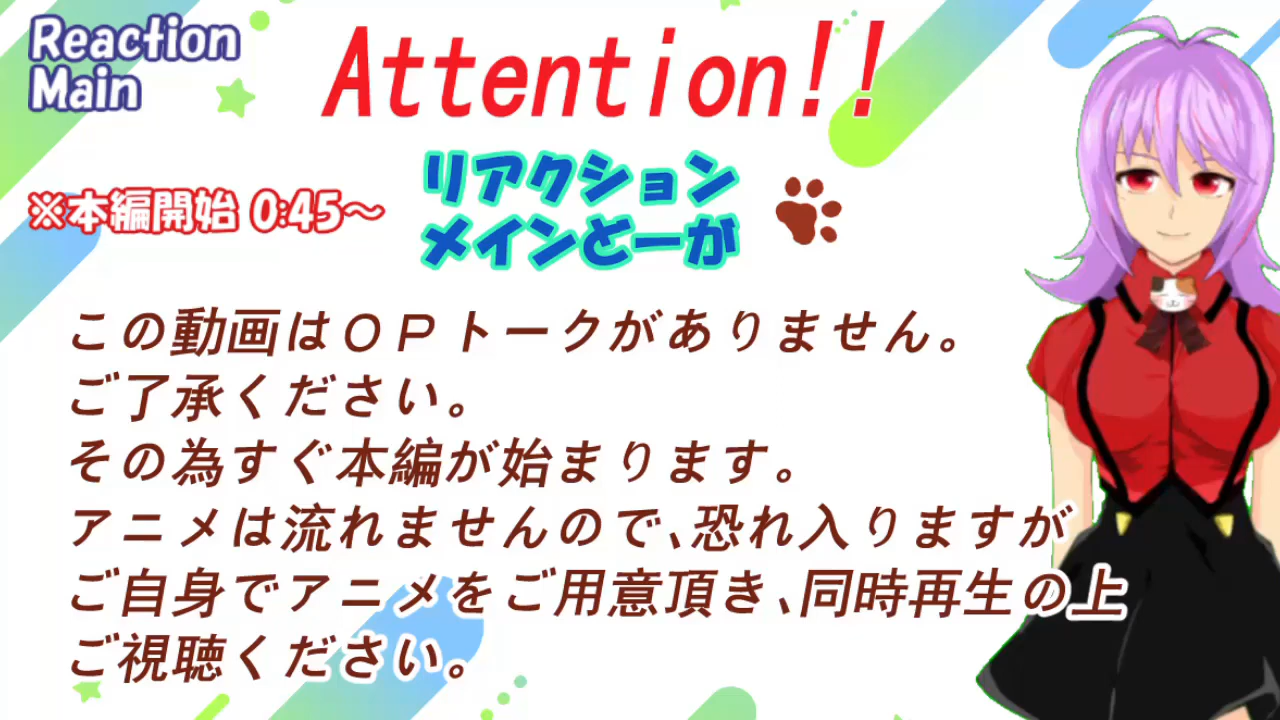 Reaction
Main
Attention!!
リアクション
メインとーが
※本編開始 0:45～
この動画はＯＰトークがありません。
ご了承ください。
その為すぐ本編が始まります。
アニメは流れませんので、恐れ入りますが
ご自身でアニメをご用意頂き、同時再生の上
ご視聴ください。